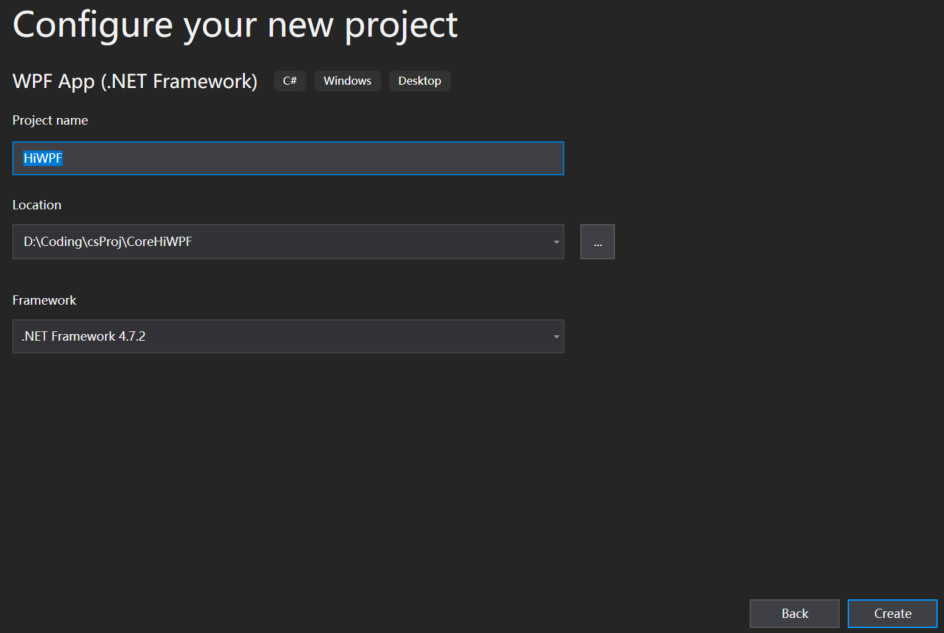 Configure your new project
WPF App (.NET Framework) C# Windows Desktop
Project name
HiWPF
Location
D:\Coding\csProj\CoreHiWPF
...
Framework
.NET Framework 4.7.2
Back Create